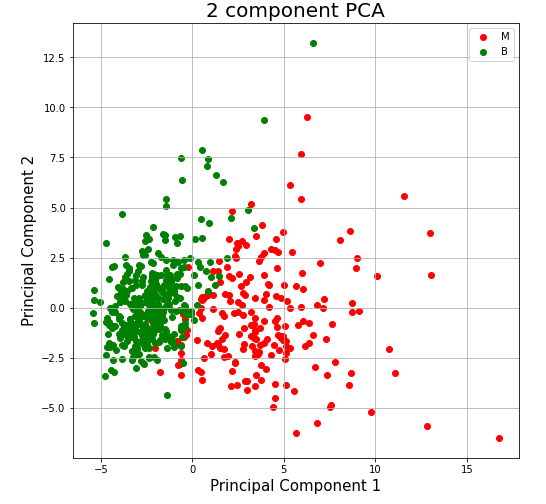 2 component PCA
M
B
12.5
10.0
7.5
5.0
2.5
0.0
−2.5
−5.0
Principal Component 2
−5
0
5
10
15
Principal Component 1